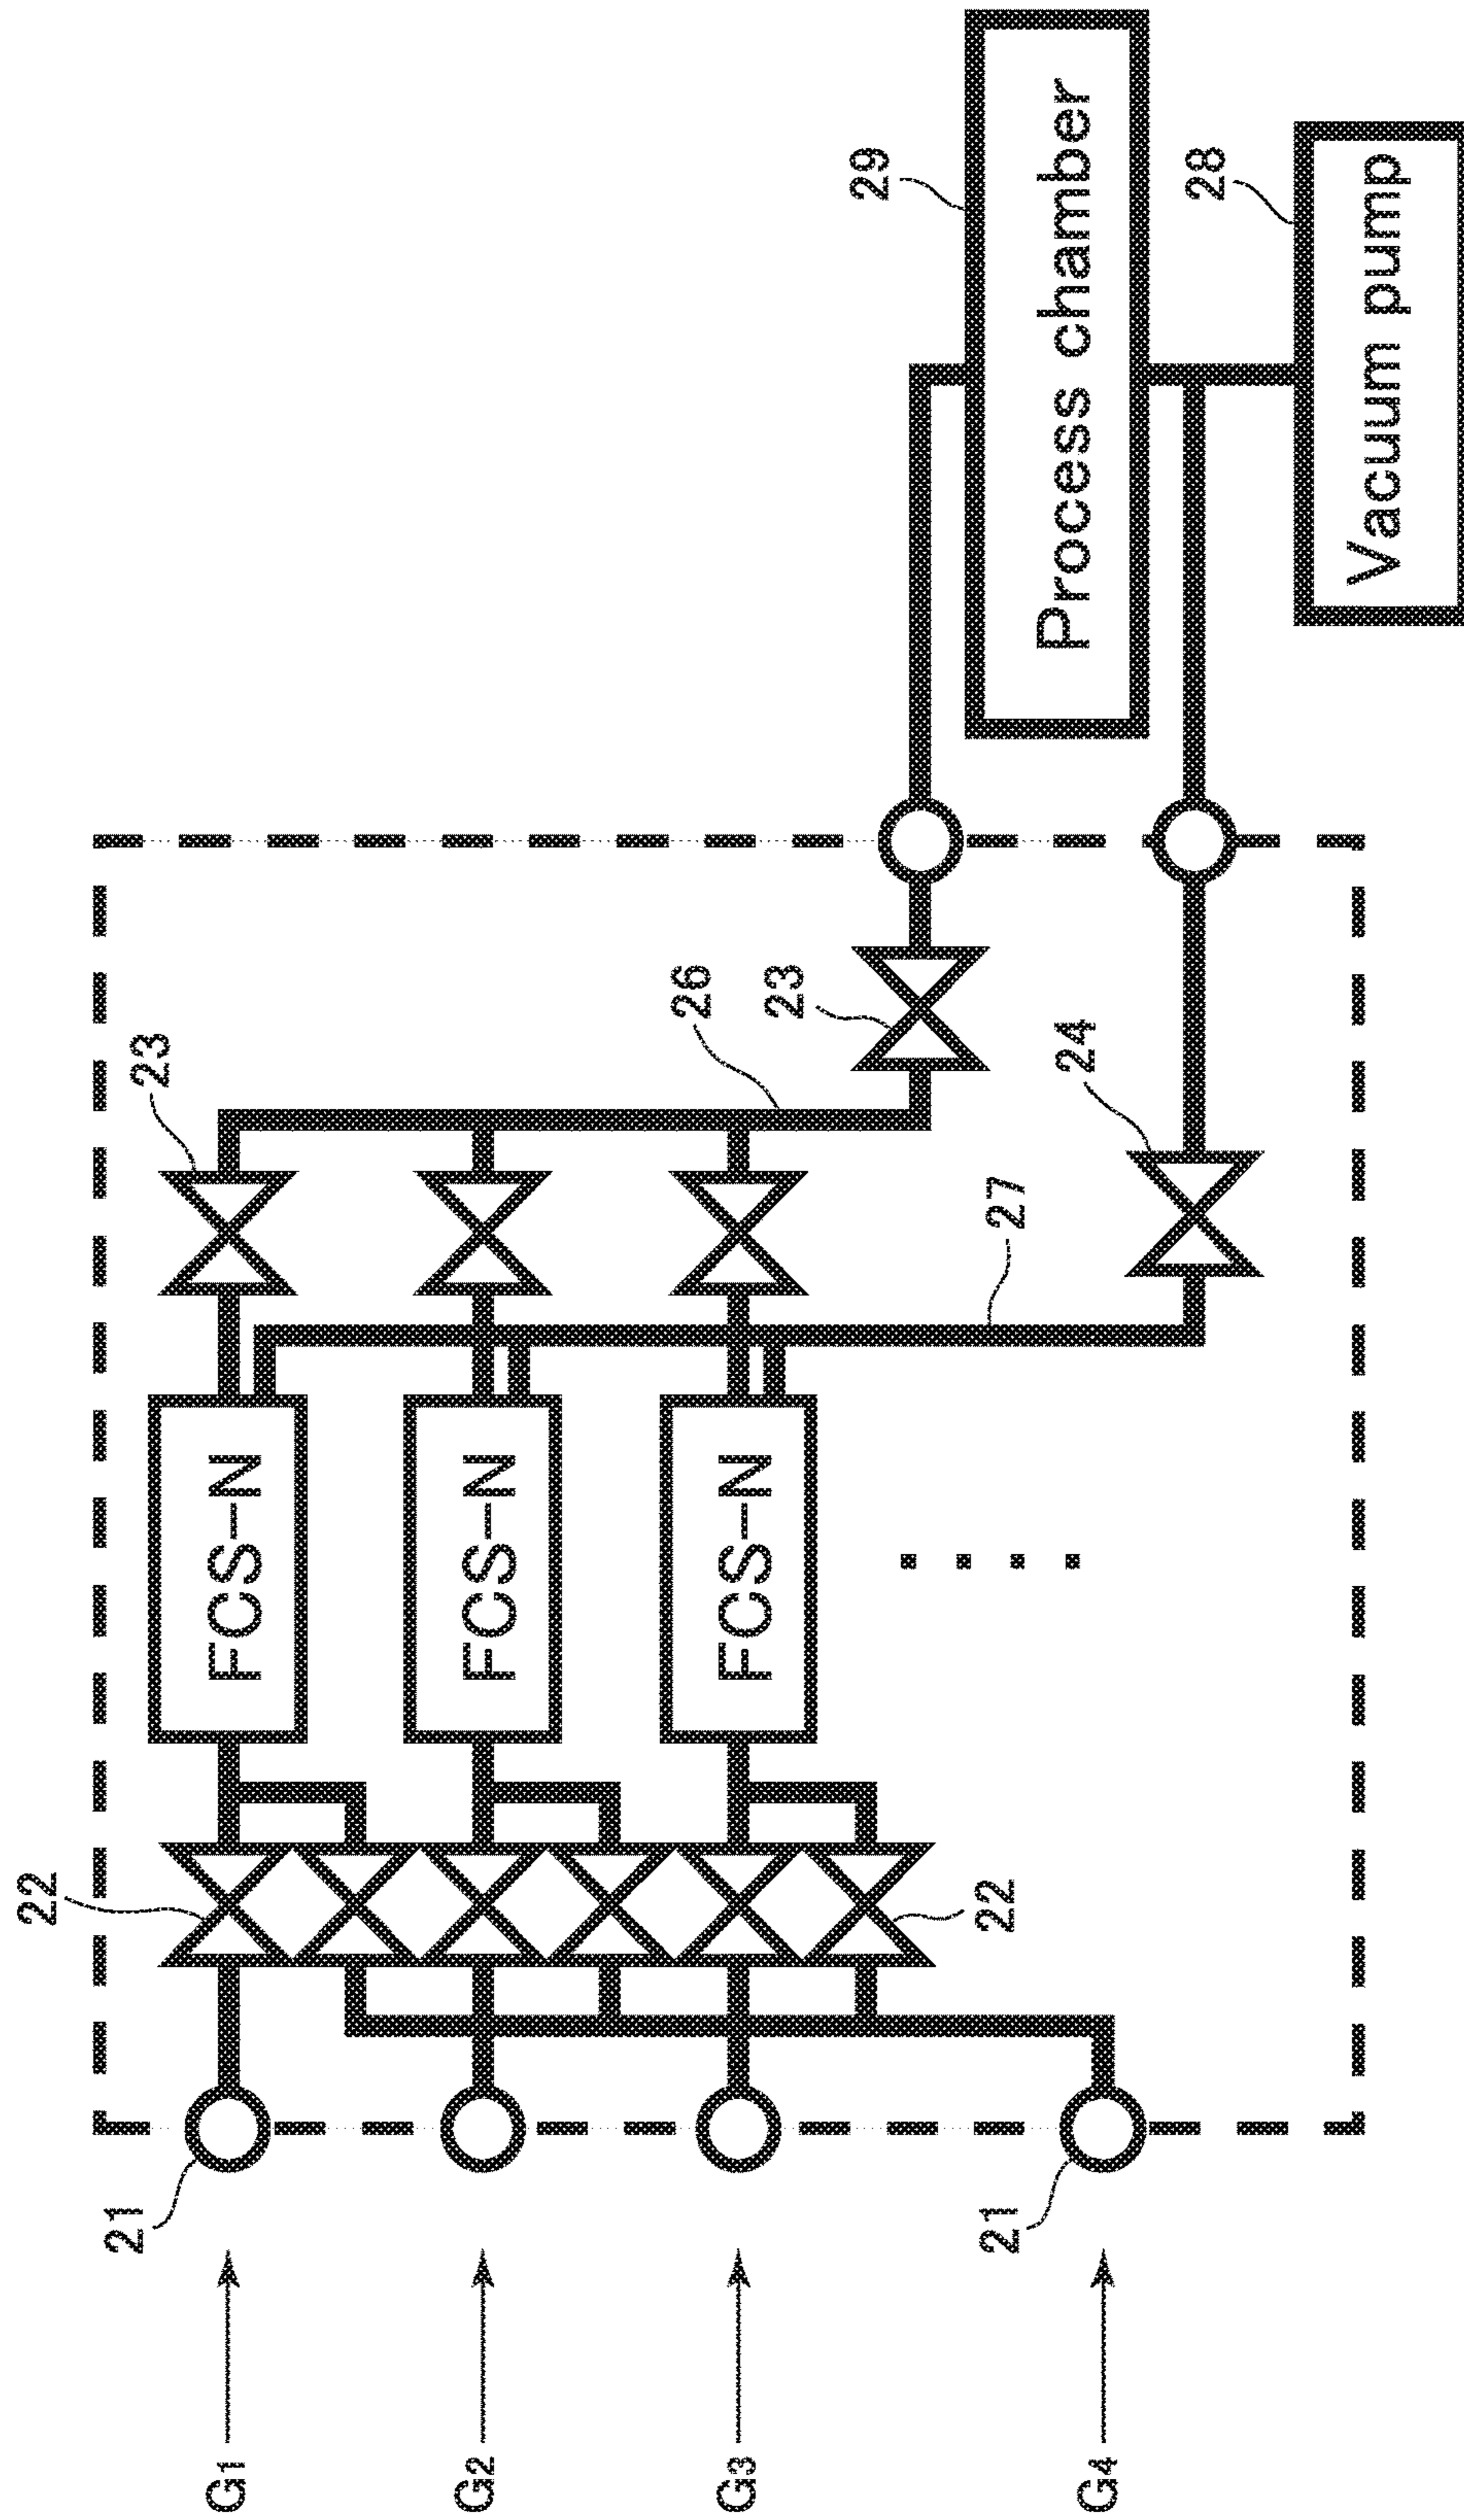 G1
21
22
FCS-N
23
G2
FCS-N
26
23
29
Process chamber
G3
FCS-N
22
27
24
28
Vacuum pump
G4
21